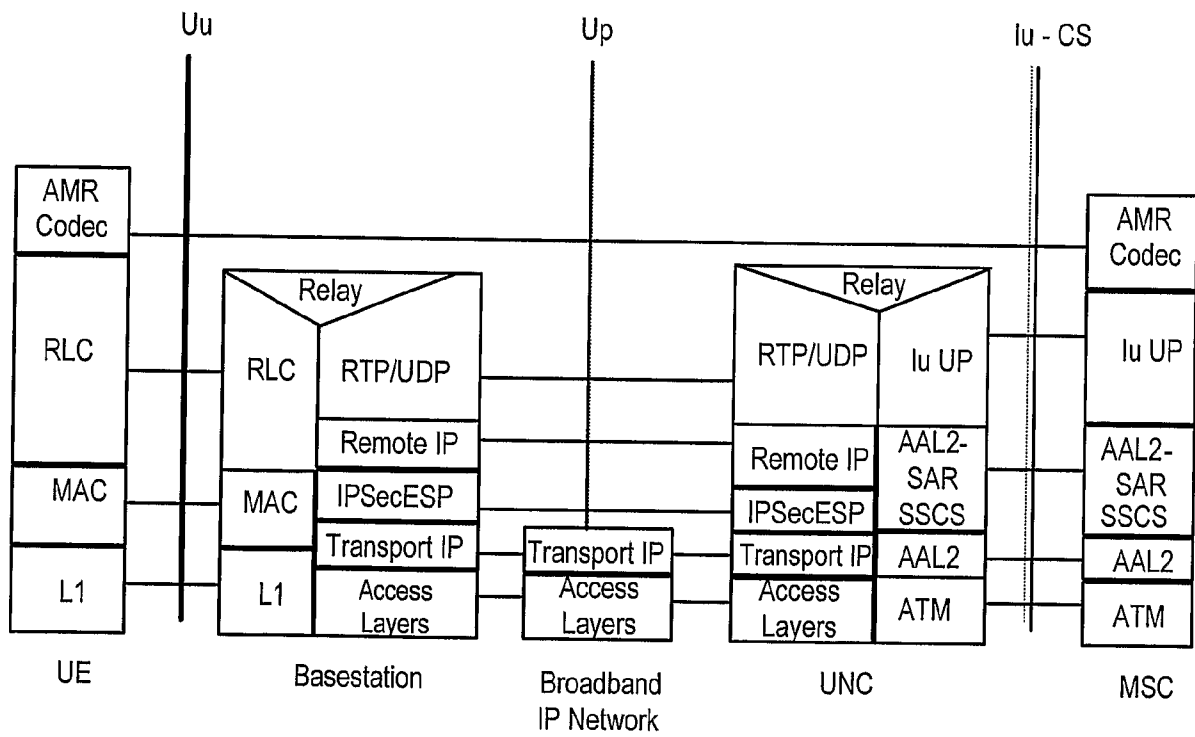 Uu
Up
Iu - CS
AMR
Codec
RLC
MAC
L1
UE
Relay
RLC
RTP/UDP
Remote IP
MAC
IPSecESP
Transport IP
L1
Access
Layers
Basestation
Transport IP
Access
Layers
Broadband
IP Network
Relay
RTP/UDP
Iu UP
Remote IP
AAL2-
SAR
SSCS
IPSecESP
Transport IP
AAL2
Access
Layers
ATM
UNC
AMR
Codec
Iu UP
AAL2-
SAR
SSCS
AAL2
ATM
MSC